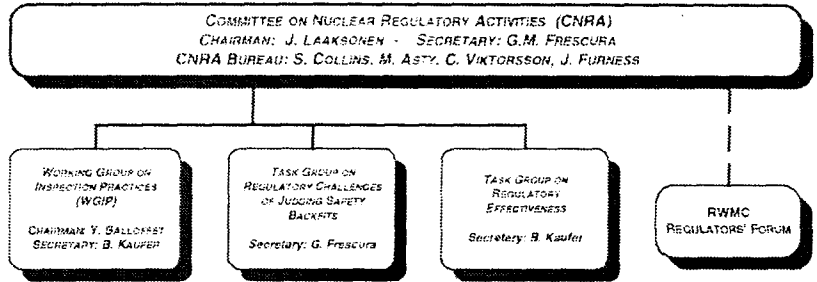 COMMITTEE ON NUCLEAR REGULATORY ACTIVITIES (CNRA)
CHAIRMAN: J. LAAKSONEN - SECRETARY: G.M. FRESCURA
CNRA BUREAU: S. COLLINS, M. ASTY, C. VIKTORSSON, J. FURNESS
WORKING GROUP ON
INSPECTION PRACTICES
(WGIP)
CHAIRMAN: Y. BALLOFFET
SECRETARY: B. KAUFER
TASK GROUP ON
REGULATORY CHALLENGES
OF JUDGING SAFETY
BACKFITS
Secretary: G. Frescura
TASK GROUP ON
REGULATORY
EFFECTIVENESS
Secretary: B. Kaufer
RWMC
REGULATORS' FORUM